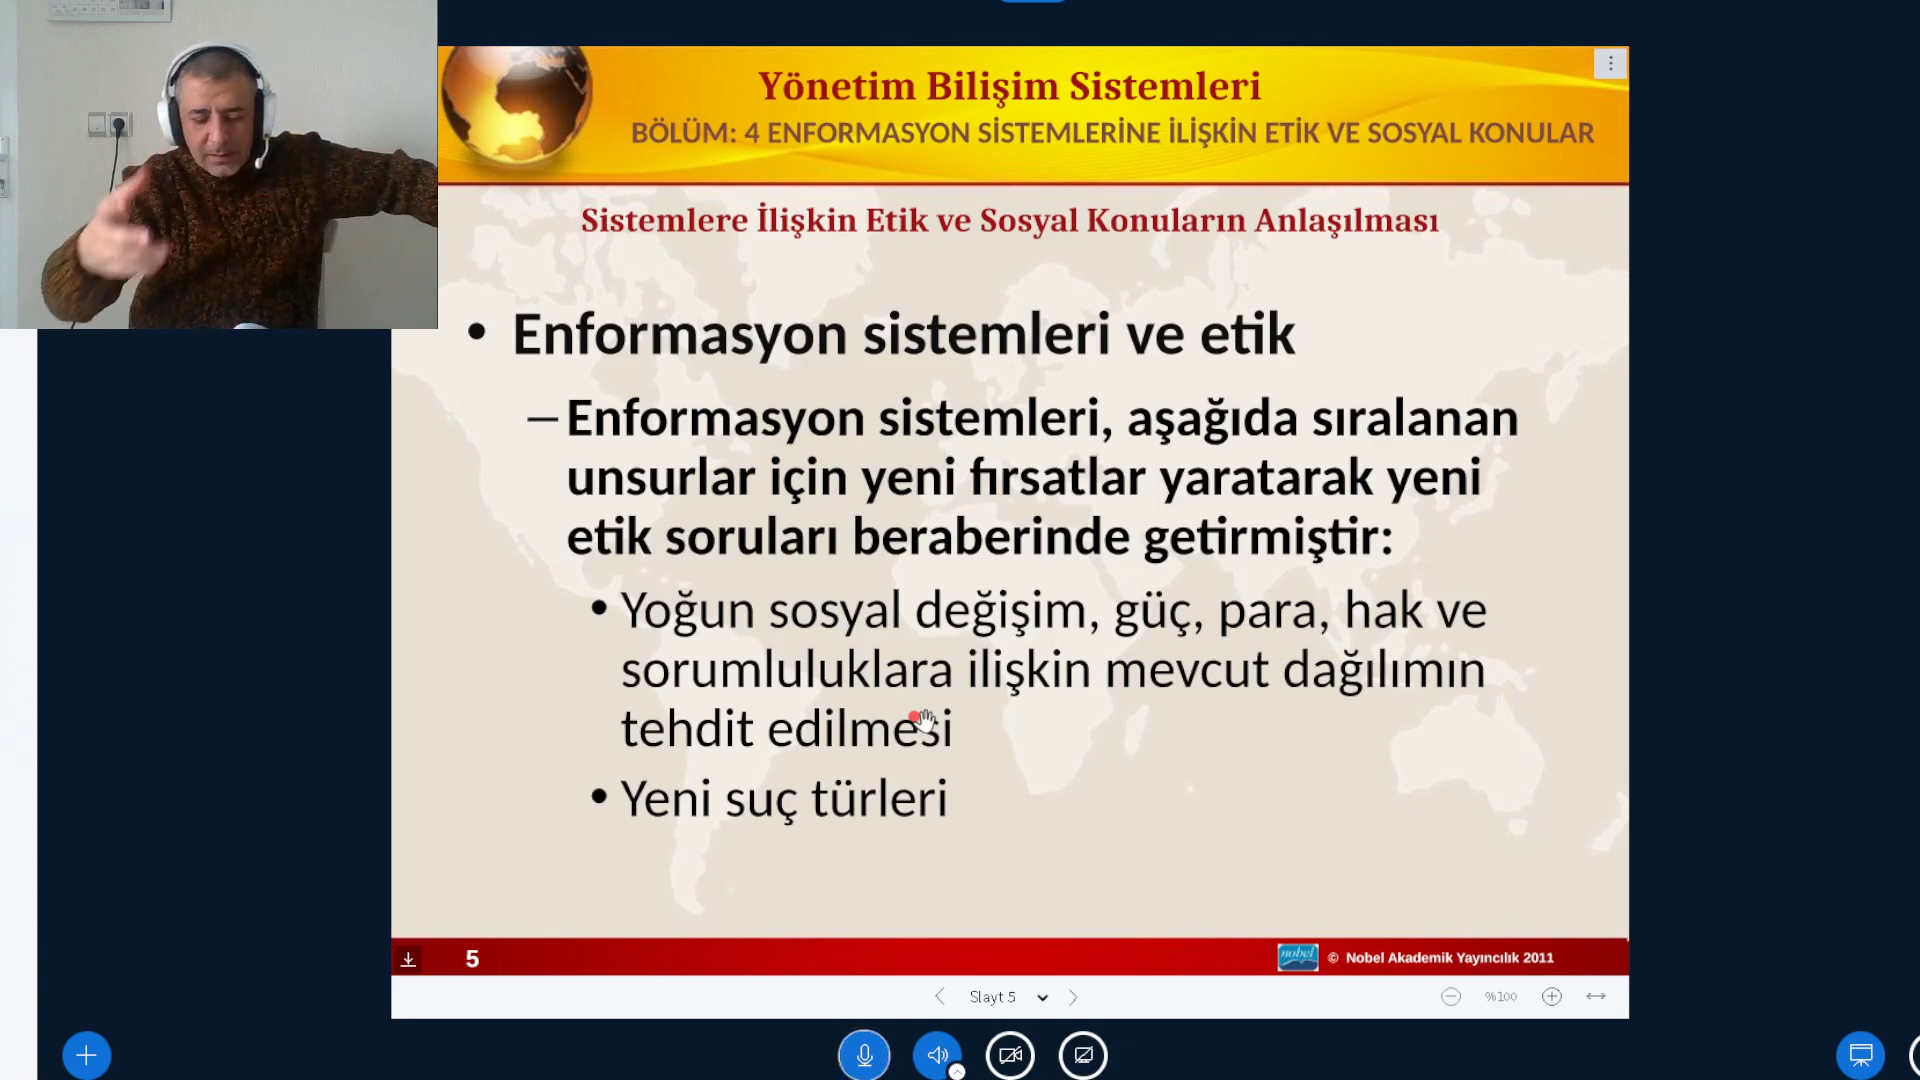 Yönetim Bilişim Sistemleri
BÖLÜM: 4 ENFORMASYON SİSTEMLERİNE İLİŞKİN ETİK VE SOSYAL KONULAR
Sistemlere İlişkin Etik ve Sosyal Konuların Anlaşılması
• Enformasyon sistemleri ve etik
– Enformasyon sistemleri, aşağıda sıralanan
unsurlar için yeni fırsatlar yaratarak yeni
etik soruları beraberinde getirmiştir:
• Yoğun sosyal değişim, güç, para, hak ve
sorumluluklara ilişkin mevcut dağılımın
tehdit edilmesi
• Yeni suç türleri
5
nobel
© Nobel Akademik Yayıncılık 2011
Slayt 5
%100